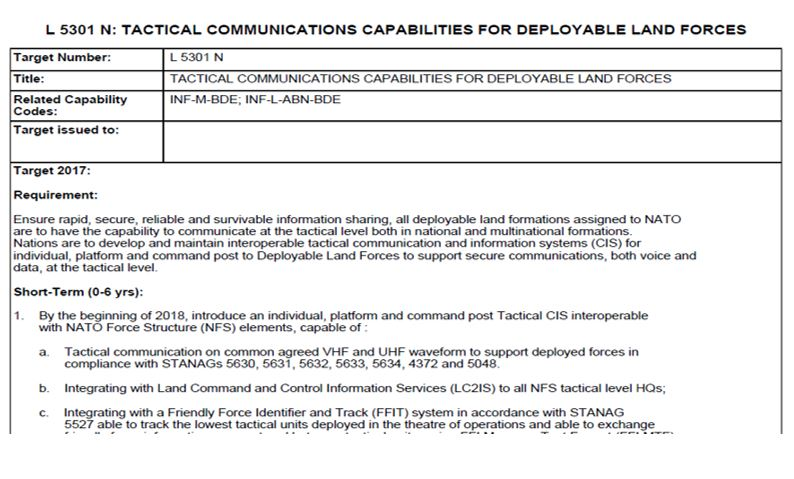 L 5301 N: TACTICAL COMMUNICATIONS CAPABILITIES FOR DEPLOYABLE LAND FORCES
Target Number: L 5301 N
Title: TACTICAL COMMUNICATIONS CAPABILITIES FOR DEPLOYABLE LAND FORCES
Related Capability INF-M-BDE; INF-L-ABN-BDE
Codes:
Target issued to:
Target 2017:
Requirement:
Ensure rapid, secure, reliable and survivable information sharing, all deployable land formations assigned to NATO
are to have the capability to communicate at the tactical level both in national and multinational formations.
Nations are to develop and maintain interoperable tactical communication and information systems (CIS) for
individual, platform and command post to Deployable Land Forces to support secure communications, both voice and
data, at the tactical level.
Short-Term (0-6 yrs):
1. By the beginning of 2018, introduce an individual, platform and command post Tactical CIS interoperable
with NATO Force Structure (NFS) elements, capable of :
a. Tactical communication on common agreed VHF and UHF waveform to support deployed forces in
compliance with STANAGs 5630, 5631, 5632, 5633, 5634, 4372 and 5048.
b. Integrating with Land Command and Control Information Services (LC2IS) to all NFS tactical level HQs;
c. Integrating with a Friendly Force Identifier and Track (FFIT) system in accordance with STANAG
5527 able to track the lowest tactical units deployed in the theatre of operations and able to exchange